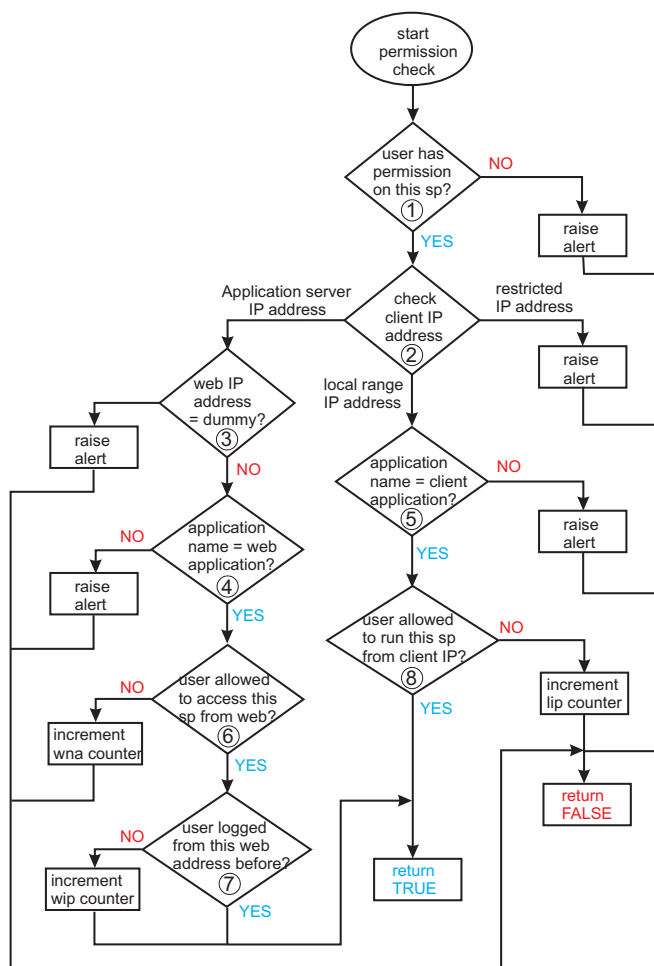 start
permission
check
user has
permission
on this sp?
1
NO
YES
raise
alert
Application server
IP address
check
client IP
address
2
restricted
IP address
raise
alert
local range
IP address
web IP
address
= dummy?
3
raise
alert
NO
application
name = client
application?
5
NO
YES
raise
alert
NO
application
name = web
application?
4
raise
alert
YES
user allowed
to run this sp
from client IP?
8
NO
YES
increment
lip counter
NO
user allowed
to access this
sp from web?
6
increment
wna counter
YES
return
FALSE
NO
user logged
from this web
address before?
7
increment
wip counter
YES
return
TRUE